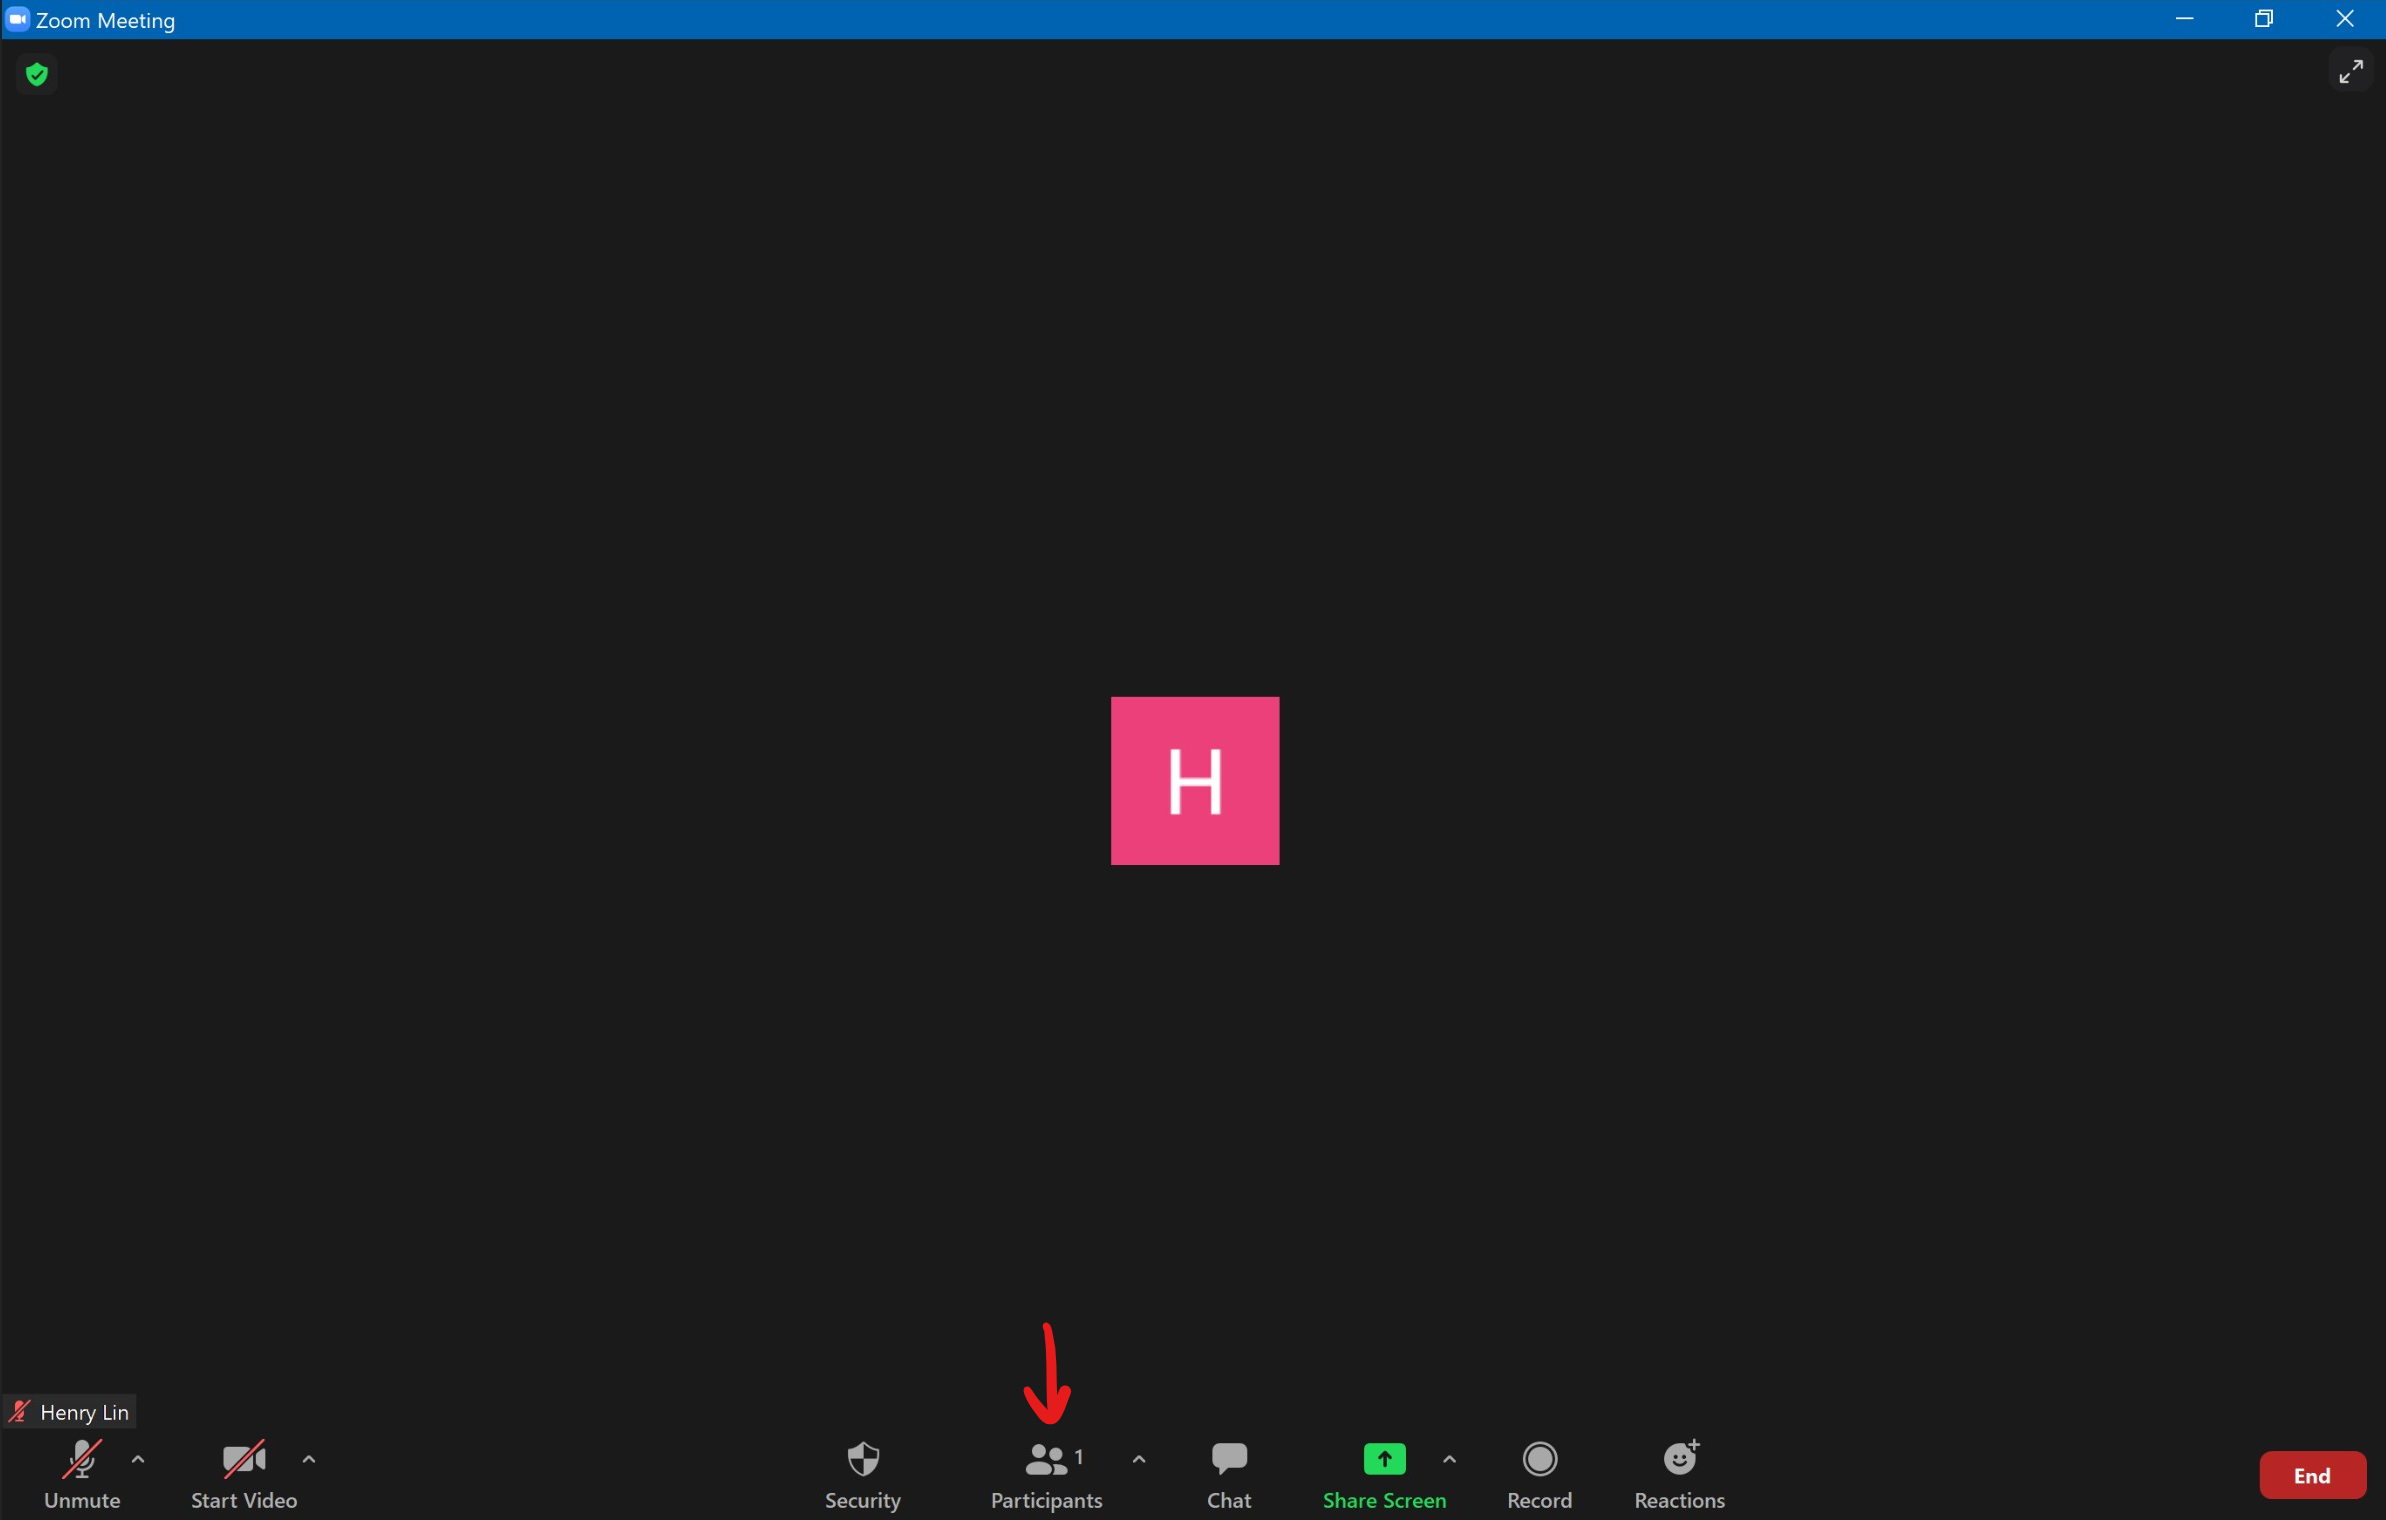 Zoom Meeting
H
Henry Lin
Unmute
Start Video
Security
1
Participants
Chat
Share Screen
Record
Reactions
End